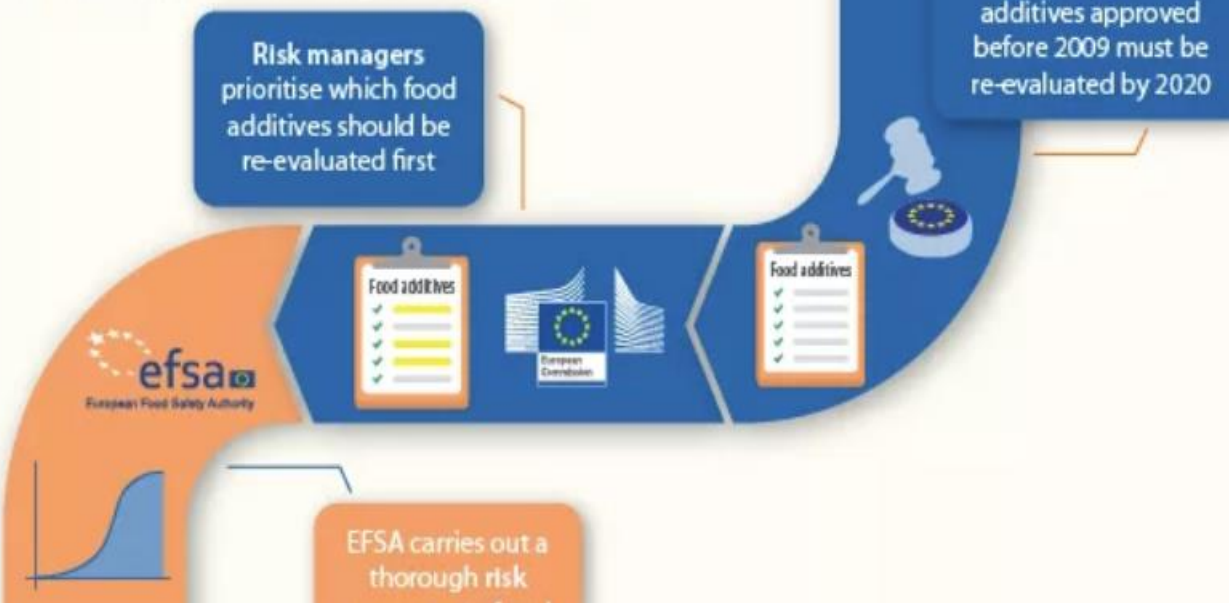 additives approved
before 2009 must be
re-evaluated by 2020
Risk managers
prioritise which food
additives should be
re-evaluated first
Food additives
Food additives
European
Commission
efsa
European Food Safety Authority
EFSA carries out a
thorough risk